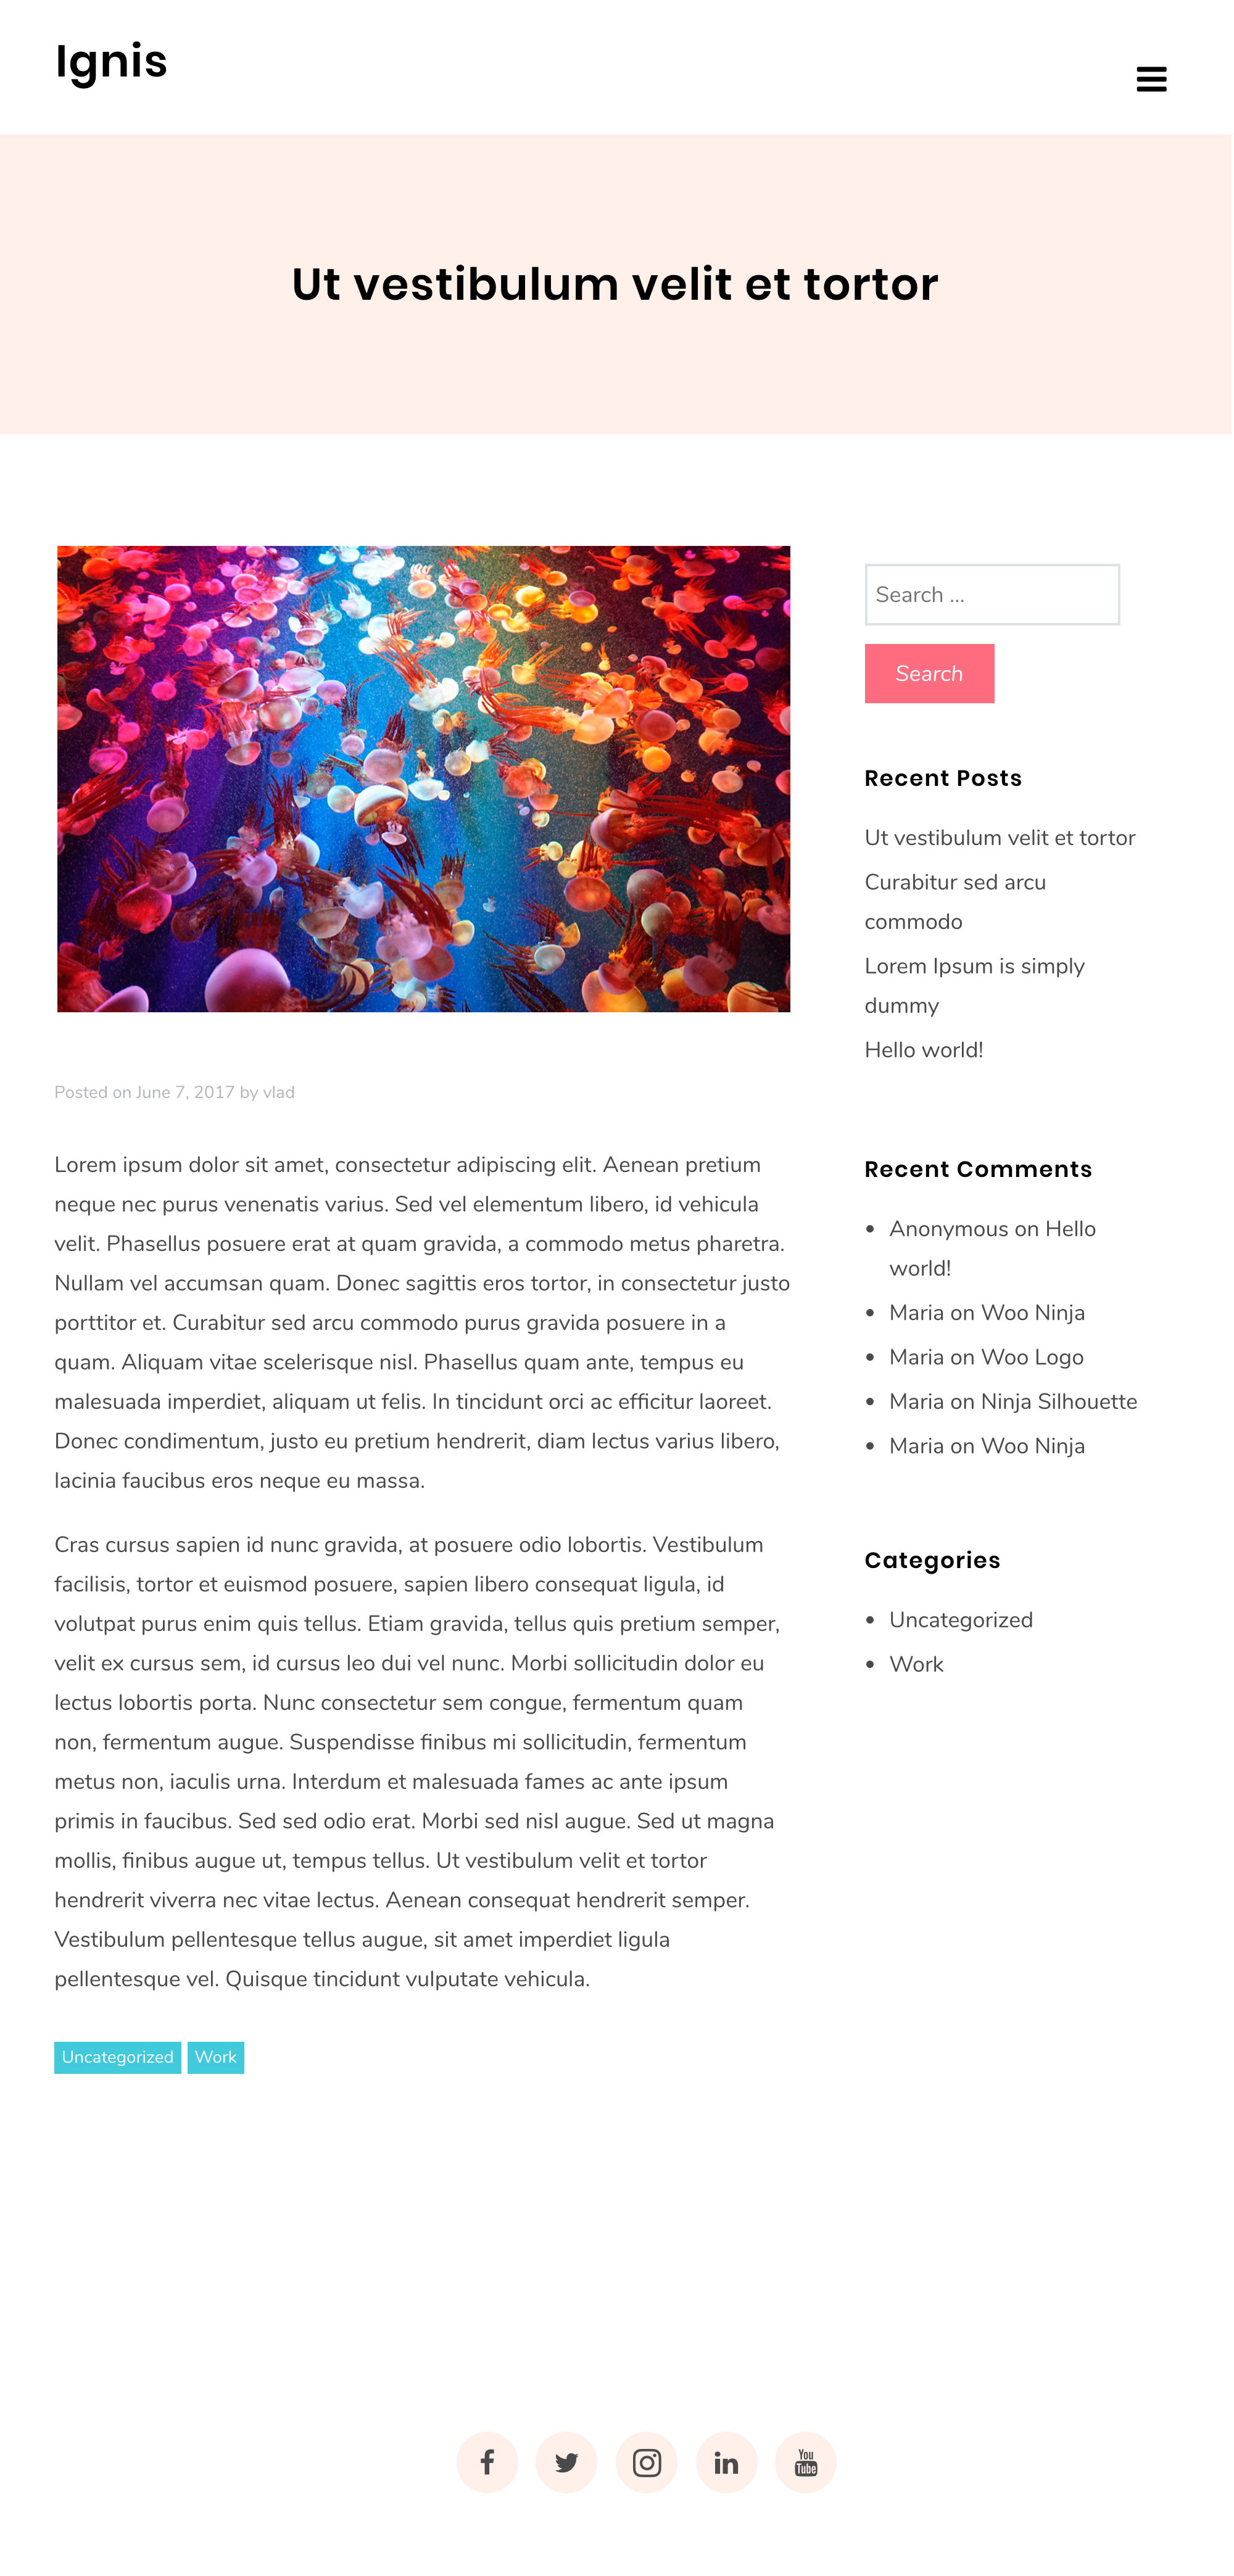 Ignis
Ut vestibulum velit et tortor
Posted on June 7, 2017 by vlad
Lorem ipsum dolor sit amet, consectetur adipiscing elit. Aenean pretium
neque nec purus venenatis varius. Sed vel elementum libero, id vehicula
velit. Phasellus posuere erat at quam gravida, a commodo metus pharetra.
Nullam vel accumsan quam. Donec sagittis eros tortor, in consectetur justo
porttitor et. Curabitur sed arcu commodo purus gravida posuere in a
quam. Aliquam vitae scelerisque nisl. Phasellus quam ante, tempus eu
malesuada imperdiet, aliquam ut felis. In tincidunt orci ac efficitur laoreet.
Donec condimentum, justo eu pretium hendrerit, diam lectus varius libero,
lacinia faucibus eros neque eu massa.
Cras cursus sapien id nunc gravida, at posuere odio lobortis. Vestibulum
facilisis, tortor et euismod posuere, sapien libero consequat ligula, id
volutpat purus enim quis tellus. Etiam gravida, tellus quis pretium semper,
velit ex cursus sem, id cursus leo dui vel nunc. Morbi sollicitudin dolor eu
lectus lobortis porta. Nunc consectetur sem congue, fermentum quam
non, fermentum augue. Suspendisse finibus mi sollicitudin, fermentum
metus non, iaculis urna. Interdum et malesuada fames ac ante ipsum
primis in faucibus. Sed sed odio erat. Morbi sed nisl augue. Sed ut magna
mollis, finibus augue ut, tempus tellus. Ut vestibulum velit et tortor
hendrerit viverra nec vitae lectus. Aenean consequat hendrerit semper.
Vestibulum pellentesque tellus augue, sit amet imperdiet ligula
pellentesque vel. Quisque tincidunt vulputate vehicula.
Uncategorized Work
Search ...
Search
Recent Posts
Ut vestibulum velit et tortor
Curabitur sed arcu
commodo
Lorem Ipsum is simply
dummy
Hello world!
Recent Comments
Anonymous on Hello
world!
Maria on Woo Ninja
Maria on Woo Logo
Maria on Ninja Silhouette
Maria on Woo Ninja
Categories
Uncategorized
Work
You
Tube